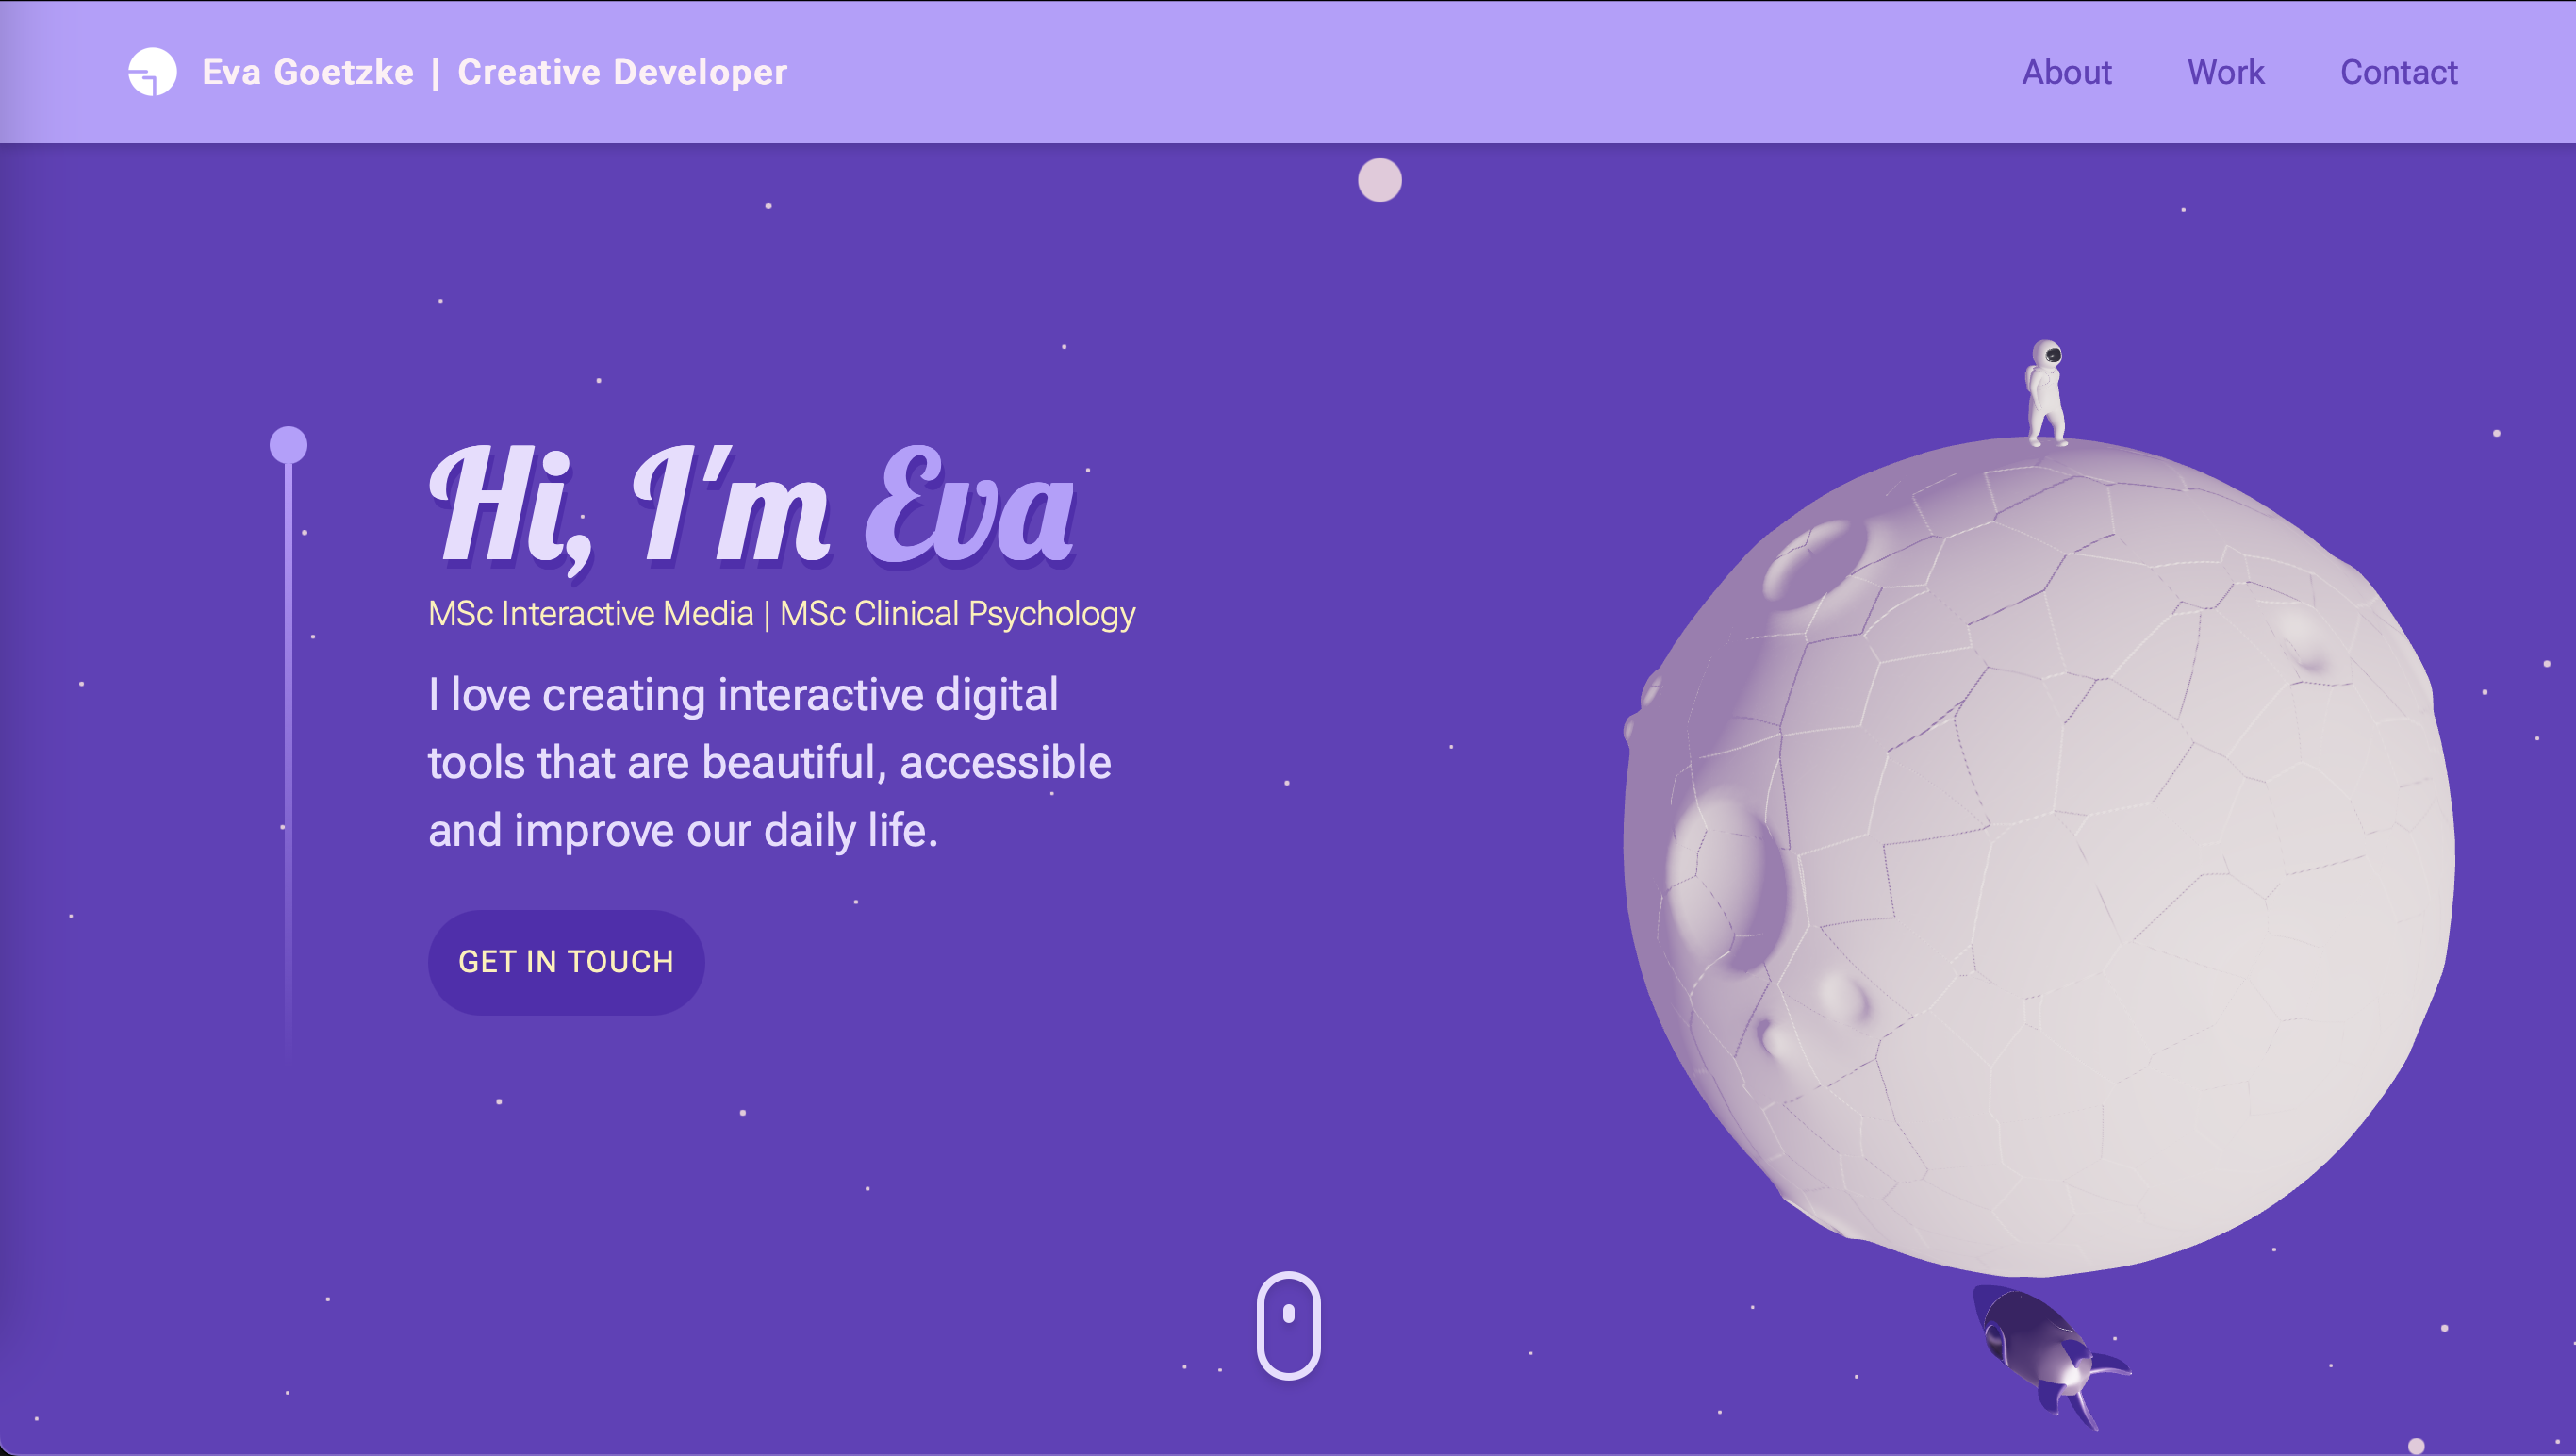 Eva Goetzke | Creative Developer
About
Work
Contact
Hi, I'm Eva
MSc Interactive Media | MSc Clinical Psychology
I love creating interactive digital
tools that are beautiful, accessible
and improve our daily life.
GET IN TOUCH